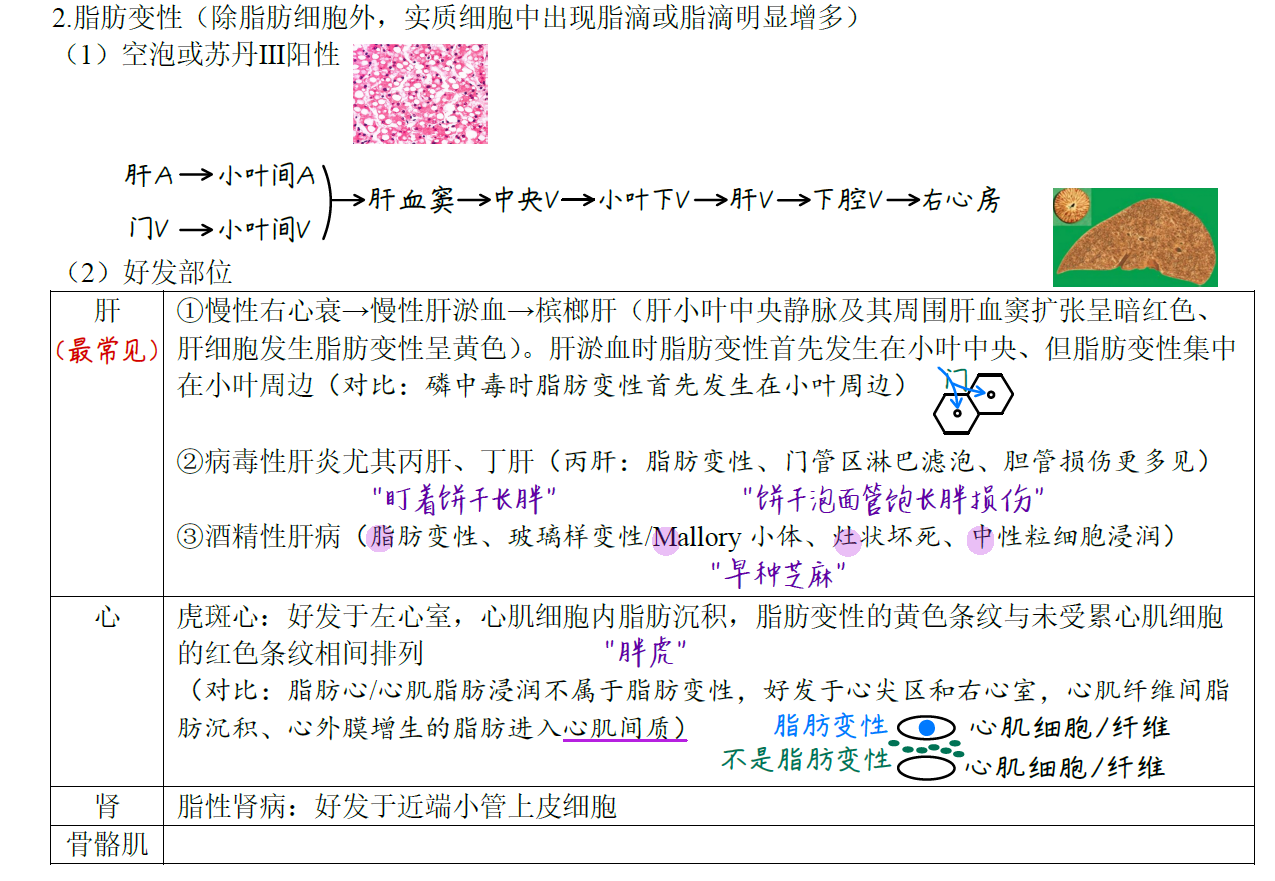 2.脂肪变性（除脂肪细胞外，实质细胞中出现脂滴或脂滴明显增多）
（1）空泡或苏丹Ⅲ阳性
肝A→小叶间A
→肝血窦→中央V→小叶下V→肝V→下腔V→右心房
门V→小叶间V
（2）好发部位
肝
（最常见）
①慢性右心衰→慢性肝淤血→槟榔肝（肝小叶中央静脉及其周围肝血窦扩张呈暗红色、
肝细胞发生脂肪变性呈黄色）。肝淤血时脂肪变性首先发生在小叶中央、但脂肪变性集中
在小叶周边（对比：磷中毒时脂肪变性首先发生在小叶周边）
门
②病毒性肝炎尤其丙肝、丁肝（丙肝：脂肪变性、门管区淋巴滤泡、胆管损伤更多见）
"盯着饼干长胖"
"饼干泡面管饱长胖损伤"
③酒精性肝病（脂肪变性、玻璃样变性/Mallory 小体、灶状坏死、中性粒细胞浸润）
"早种芝麻"
心
虎斑心：好发于左心室，心肌细胞内脂肪沉积，脂肪变性的黄色条纹与未受累心肌细胞
的红色条纹相间排列
"胖虎"
（对比：脂肪心/心肌脂肪浸润不属于脂肪变性，好发于心尖区和右心室，心肌纤维间脂
肪沉积、心外膜增生的脂肪进入心肌间质）
脂肪变性
心肌细胞/纤维
不是脂肪变性
心肌细胞/纤维
肾
脂性肾病：好发于近端小管上皮细胞
骨骼肌